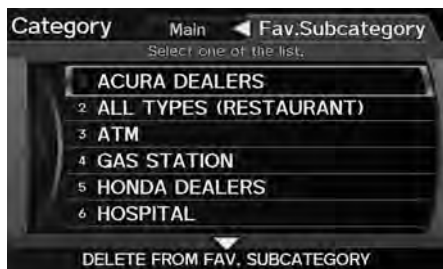 Category Main ◀ Fav.Subcategory
Select one of the list.
ACURA DEALERS
2 ALL TYPES (RESTAURANT)
3 ATM
4 GAS STATION
5 HONDA DEALERS
6 HOSPITAL
DELETE FROM FAV. SUBCATEGORY